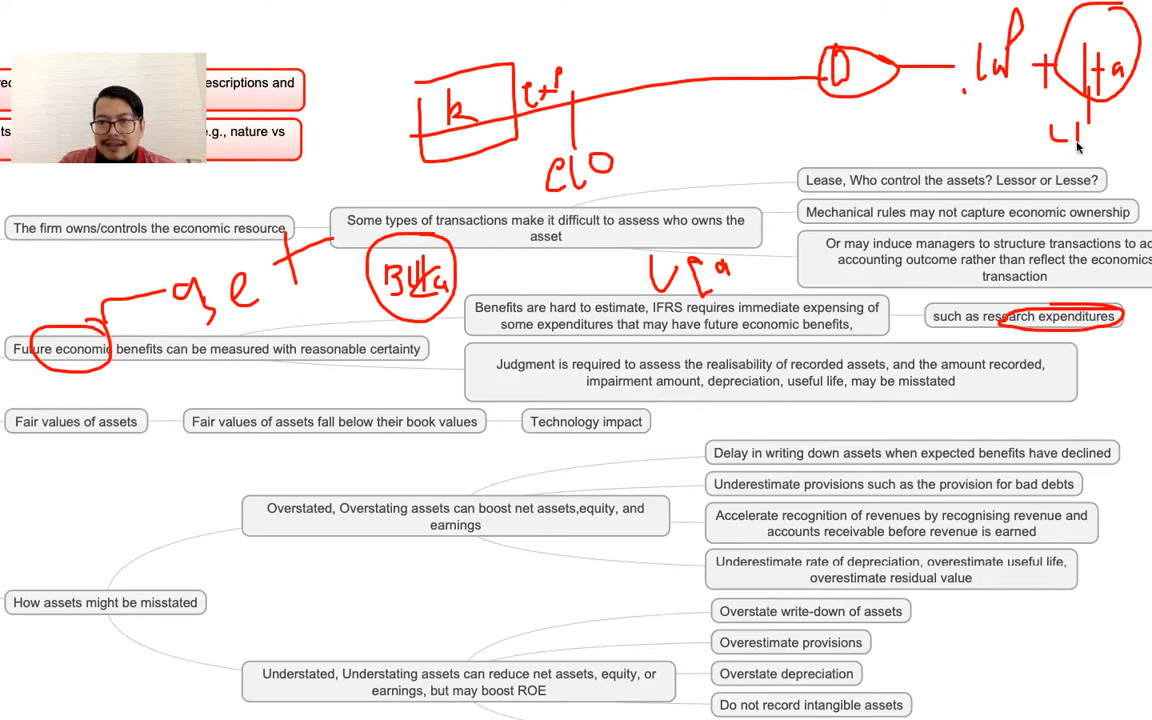 escriptions and
.g., nature vs
k
D
CLO
Lease, Who control the assets? Lessor or Lesse?
Mechanical rules may not capture economic ownership
Or may induce managers to structure transactions to ad
accounting outcome rather than reflect the economics
transaction
Some types of transactions make it difficult to assess who owns the
asset
The firm owns/controls the economic resource
Benefits are hard to estimate, IFRS requires immediate expensing of
some expenditures that may have future economic benefits,
such as research expenditures
Future economic benefits can be measured with reasonable certainty
Judgment is required to assess the realisability of recorded assets, and the amount recorded,
impairment amount, depreciation, useful life, may be misstated
Fair values of assets
Fair values of assets fall below their book values
Technology impact
Delay in writing down assets when expected benefits have declined
Underestimate provisions such as the provision for bad debts
Overstated, Overstating assets can boost net assets,equity, and
earnings
Accelerate recognition of revenues by recognising revenue and
accounts receivable before revenue is earned
Underestimate rate of depreciation, overestimate useful life,
overestimate residual value
How assets might be misstated
Overstate write-down of assets
Overestimate provisions
Understated, Understating assets can reduce net assets, equity, or
earnings, but may boost ROE
Overstate depreciation
Do not record intangible assets